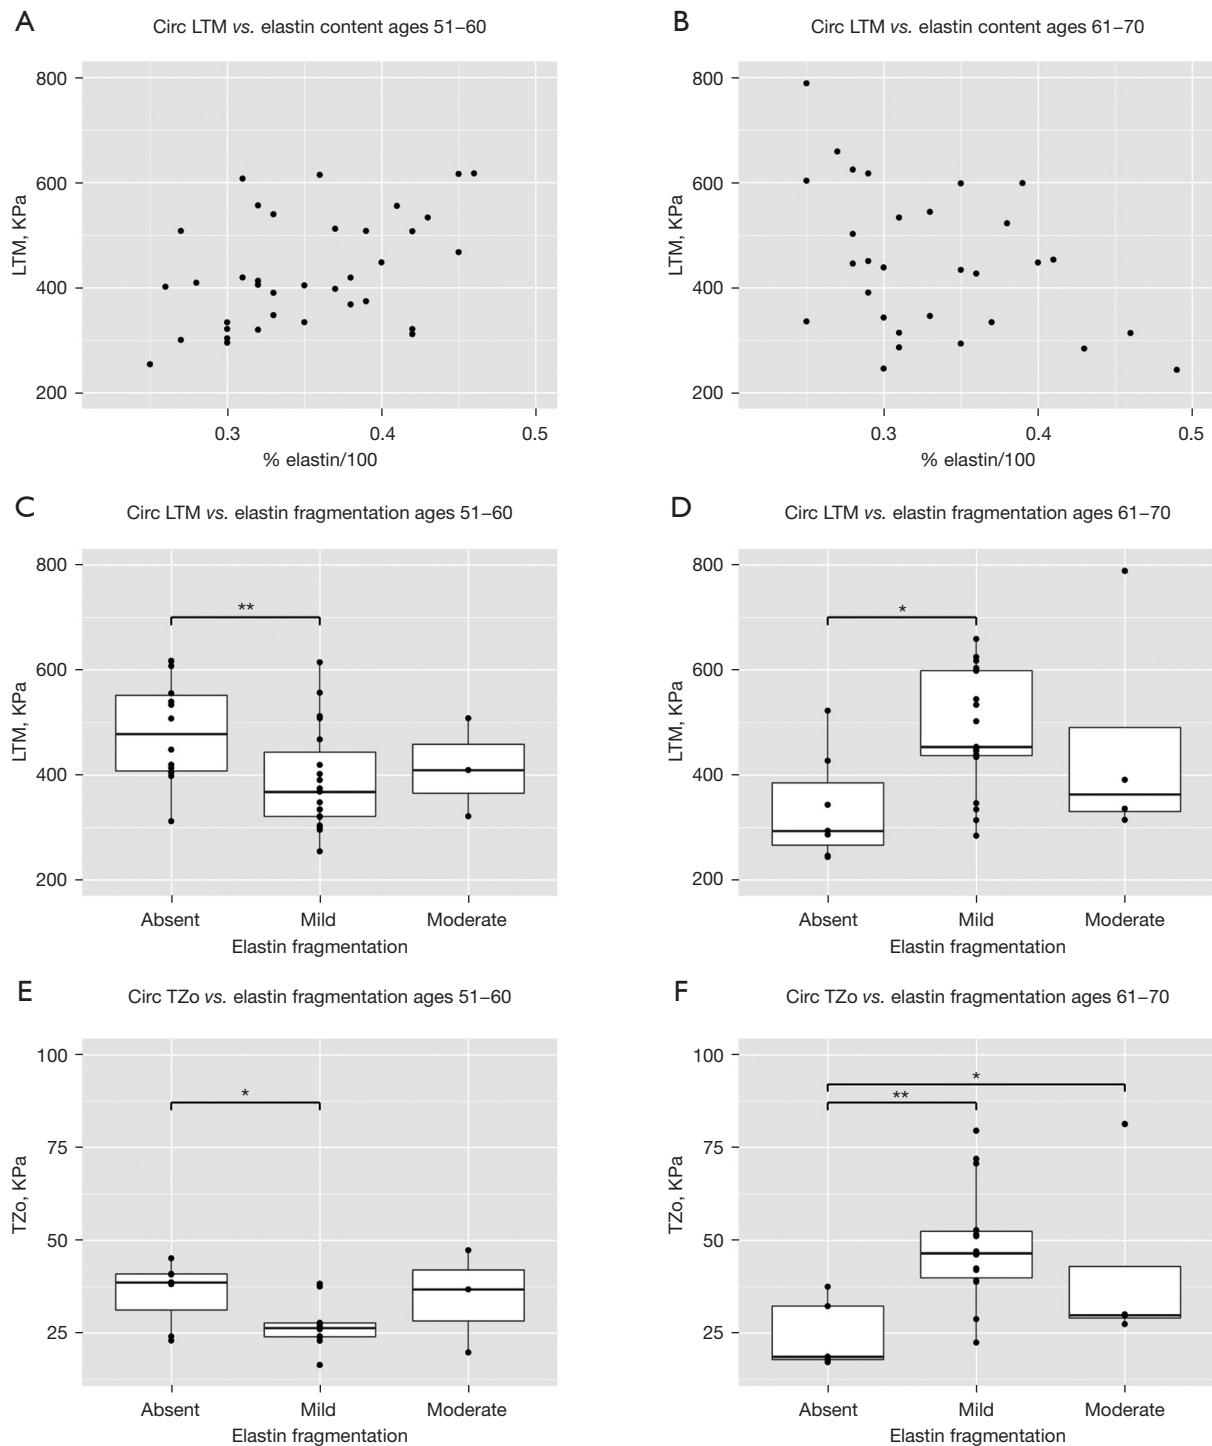 A
Circ LTM vs. elastin content ages 51–60
800
600
400
200
LTM, KPa
0.3 0.4 0.5
% elastin/100
B
Circ LTM vs. elastin content ages 61–70
800
600
400
200
LTM, KPa
0.3 0.4 0.5
% elastin/100
C
Circ LTM vs. elastin fragmentation ages 51–60
800
600
400
200
LTM, KPa
**
Absent Mild Moderate
Elastin fragmentation
D
Circ LTM vs. elastin fragmentation ages 61–70
800
600
400
200
LTM, KPa
*
Absent Mild Moderate
Elastin fragmentation
E
Circ TZo vs. elastin fragmentation ages 51–60
100
75
50
25
TZo, KPa
*
Absent Mild Moderate
Elastin fragmentation
F
Circ TZo vs. elastin fragmentation ages 61–70
100
75
50
25
TZo, KPa
*
**
Absent Mild Moderate
Elastin fragmentation